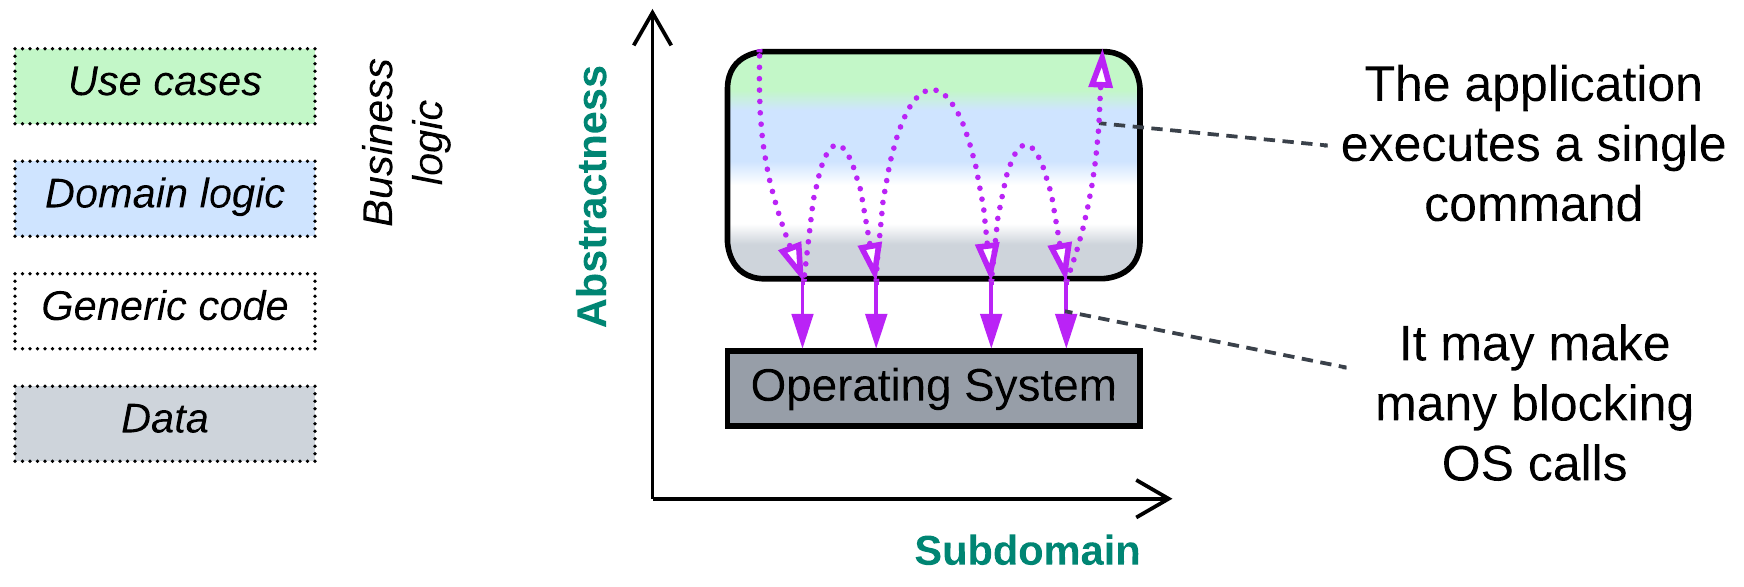 Use cases
Domain logic
Generic code
Data
Business
logic
Abstractness
Subdomain
Operating System
The application
executes a single
command
It may make
many blocking
OS calls